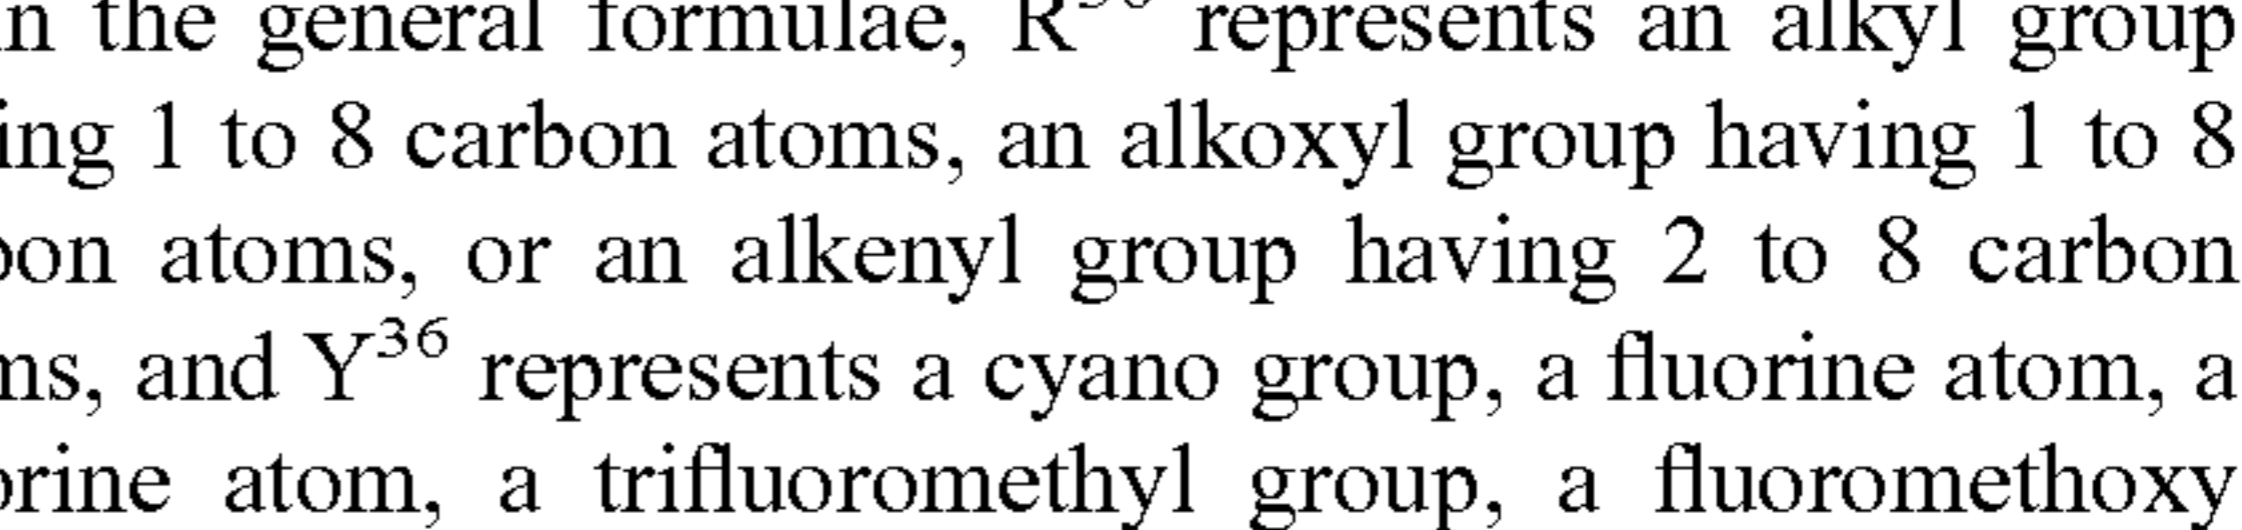 n the general formulae, R represents an alkyl group
ing 1 to 8 carbon atoms, an alkoxyl group having 1 to 8
on atoms, or an alkenyl group having 2 to 8 carbon
ms, and Y³⁶ represents a cyano group, a fluorine atom, a
rine atom, a trifluoromethyl group, a fluoromethoxy